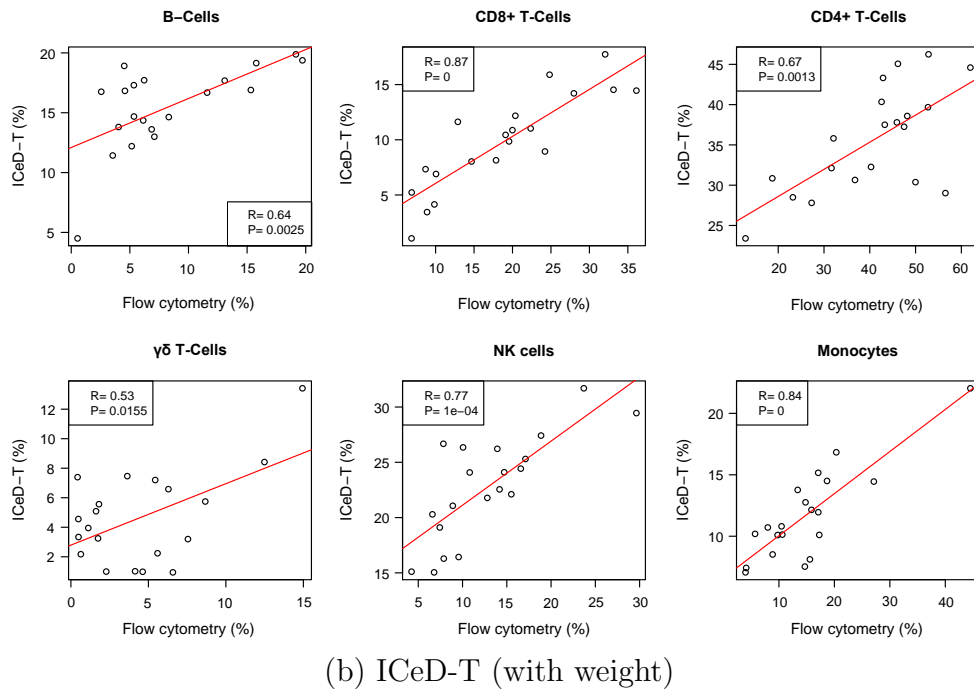 B−Cells
CD8+ T−Cells
CD4+ T−Cells
20
15
10
5
ICeD−T (%)
R= 0.64
P= 0.0025
0 5 10 15 20
Flow cytometry (%)
15
10
5
ICeD−T (%)
R= 0.87
P= 0
10 15 20 25 30 35
Flow cytometry (%)
45
40
35
30
25
ICeD−T (%)
R= 0.67
P= 0.0013
20 30 40 50 60
Flow cytometry (%)
γδ T−Cells
NK cells
Monocytes
12
10
8
6
4
2
ICeD−T (%)
R= 0.53
P= 0.0155
0 5 10 15
Flow cytometry (%)
30
25
20
15
ICeD−T (%)
R= 0.77
P= 1e−04
5 10 15 20 25 30
Flow cytometry (%)
20
15
10
ICeD−T (%)
R= 0.84
P= 0
10 20 30 40
Flow cytometry (%)
(b) ICeD-T (with weight)